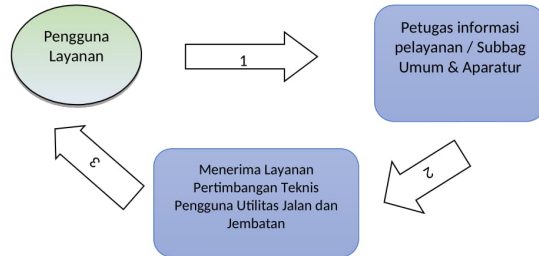 Pengguna
Layanan
1
Petugas informasi
pelayanan / Subbag
Umum & Aparatur
2
Menerima Layanan
Pertimbangan Teknis
Pengguna Utilitas Jalan dan
Jembatan
3